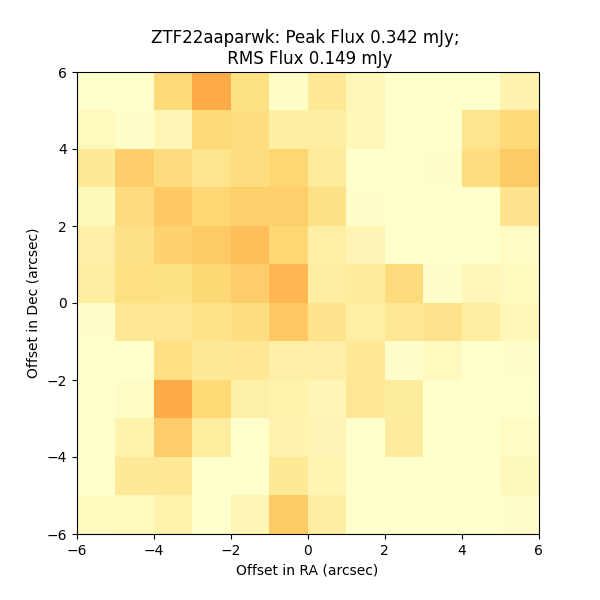 ZTF22aaparwk: Peak Flux 0.342 mJy;
RMS Flux 0.149 mJy
6
4
2
0
−2
−4
−6
Offset in Dec (arcsec)
−6 −4 −2 0 2 4 6
Offset in RA (arcsec)